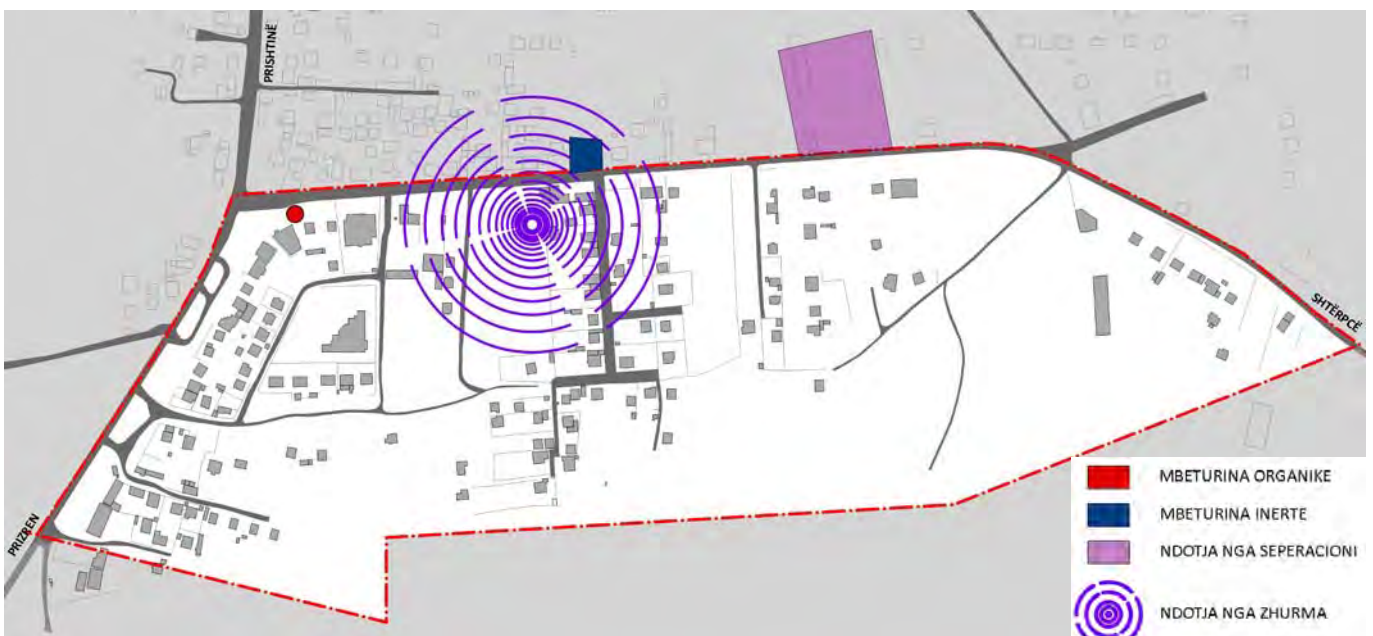 PRISHTINË
SHTËRPCË
PRIZREN
MBETURINA ORGANIKE
MBETURINA INERTE
NDOTJA NGA SEPERACIONI
NDOTJA NGA ZHURMA